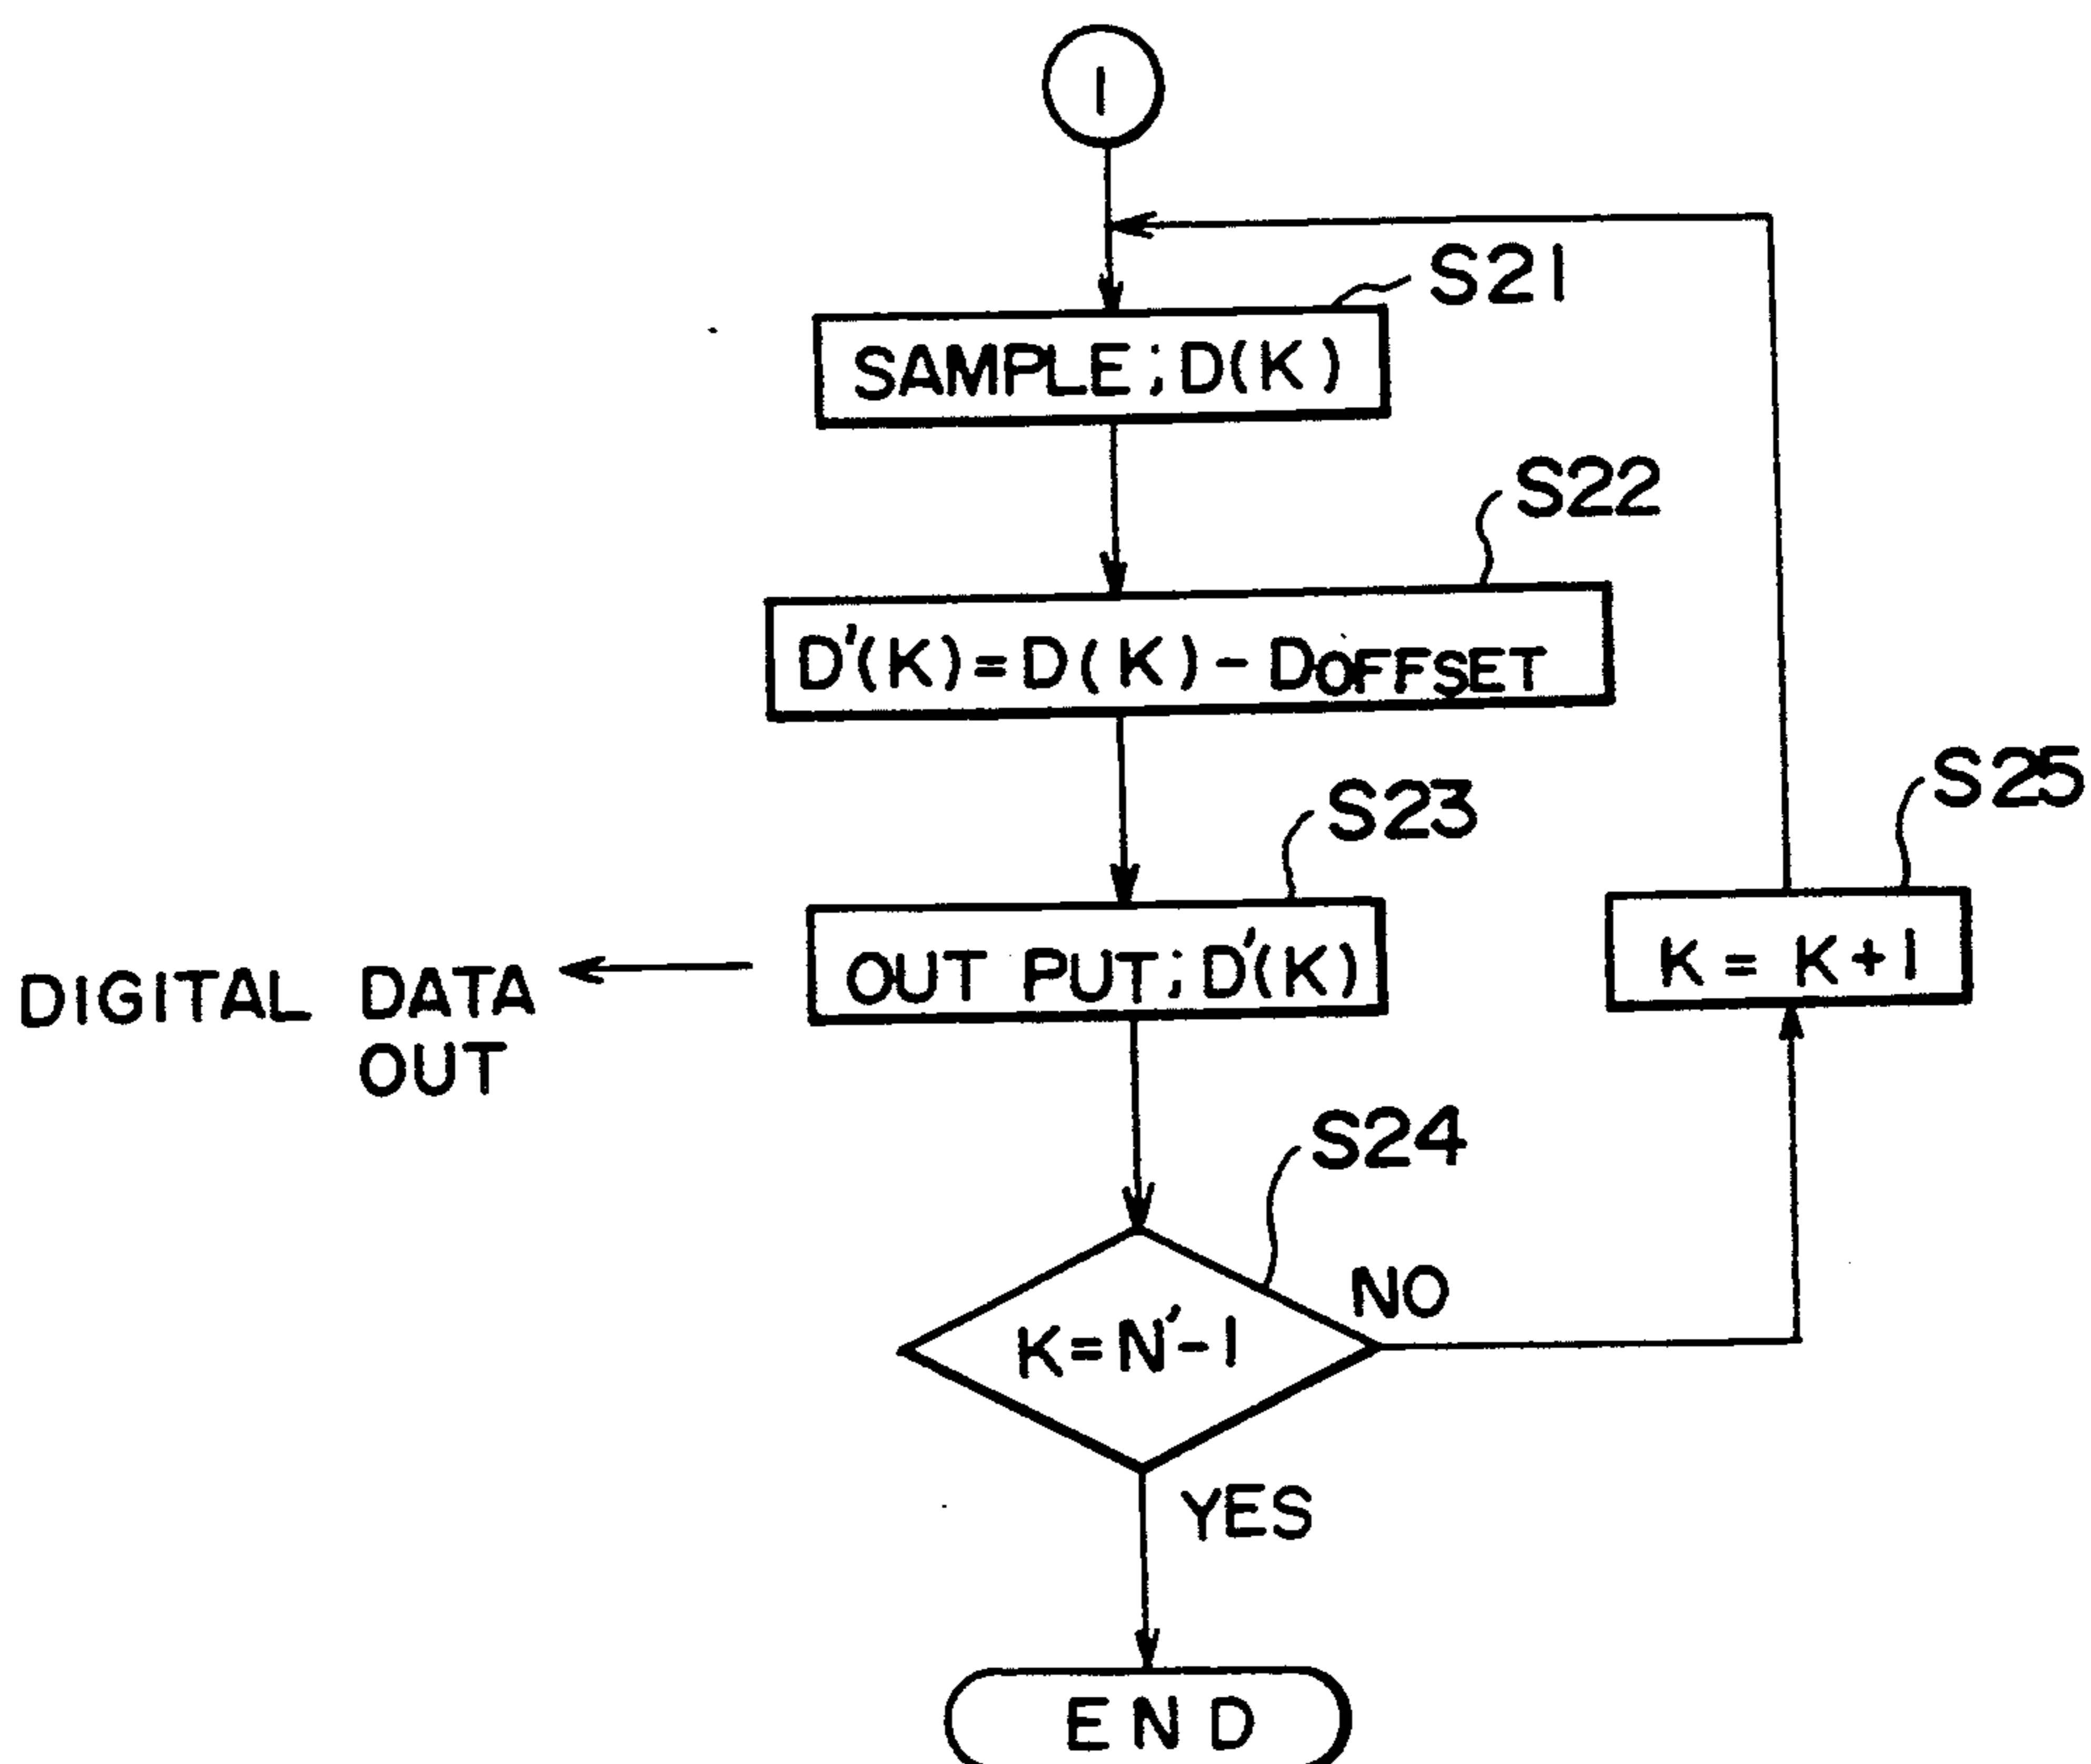 1
S21
SAMPLE; D(K)
S22
D'(K)=D(K)-DOFFSET
S23
S25
OUT PUT; D'(K)
K = K+1
DIGITAL DATA
OUT
S24
NO
K=N'-1
YES
END